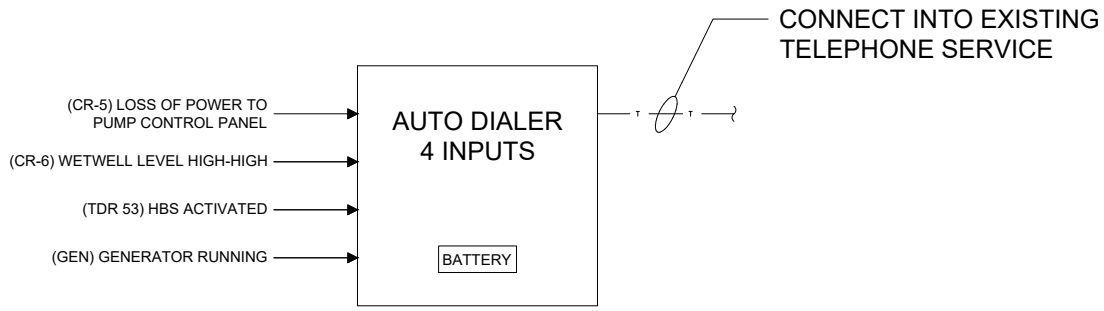 CONNECT INTO EXISTING
TELEPHONE SERVICE
(CR-5) LOSS OF POWER TO
PUMP CONTROL PANEL
(CR-6) WETWELL LEVEL HIGH-HIGH
(TDR 53) HBS ACTIVATED
(GEN) GENERATOR RUNNING
AUTO DIALER
4 INPUTS
BATTERY
T T